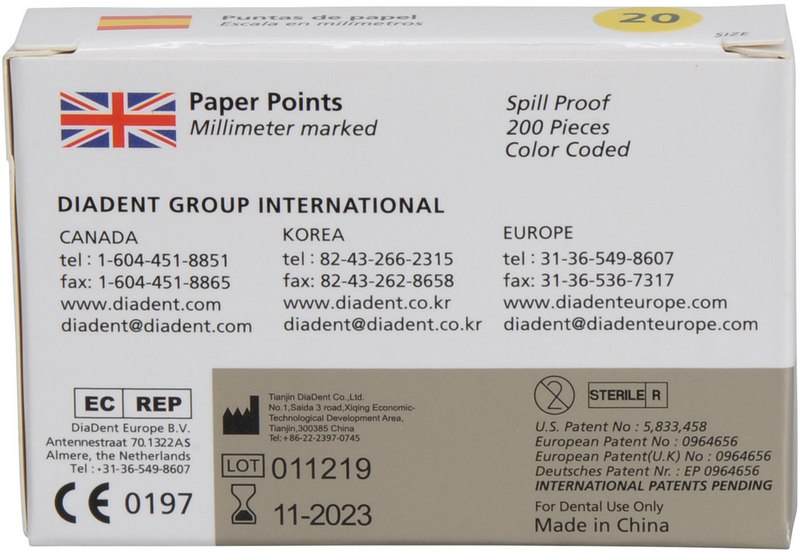 Puntas de papel
Escala en milimetros
20
SIZE
Paper Points
Millimeter marked
Spill Proof
200 Pieces
Color Coded
DIADENT GROUP INTERNATIONAL
CANADA
tel : 1-604-451-8851
fax: 1-604-451-8865
www.diadent.com
diadent@diadent.com
KOREA
tel : 82-43-266-2315
fax: 82-43-262-8658
www.diadent.co.kr
diadent@diadent.co.kr
EUROPE
tel : 31-36-549-8607
fax: 31-36-536-7317
www.diadenteurope.com
diadent@diadenteurope.com
EC REP
DiaDent Europe B.V.
Antennestraat 70.1322AS
Almere, the Netherlands
Tel : +31-36-549-8607
CE 0197
Tianjin DiaDent Co.,Ltd.
No.1,Saida 3 road,Xiqing Economic-
Technological Development Area,
Tianjin,300385 China
Tel:+86-22-2397-0745
LOT 011219
11-2023
2
STERILE R
U.S. Patent No : 5,833,458
European Patent No : 0964656
European Patent(U.K) No : 0964656
Deutsches Patent Nr. : EP 0964656
INTERNATIONAL PATENTS PENDING
For Dental Use Only
Made in China